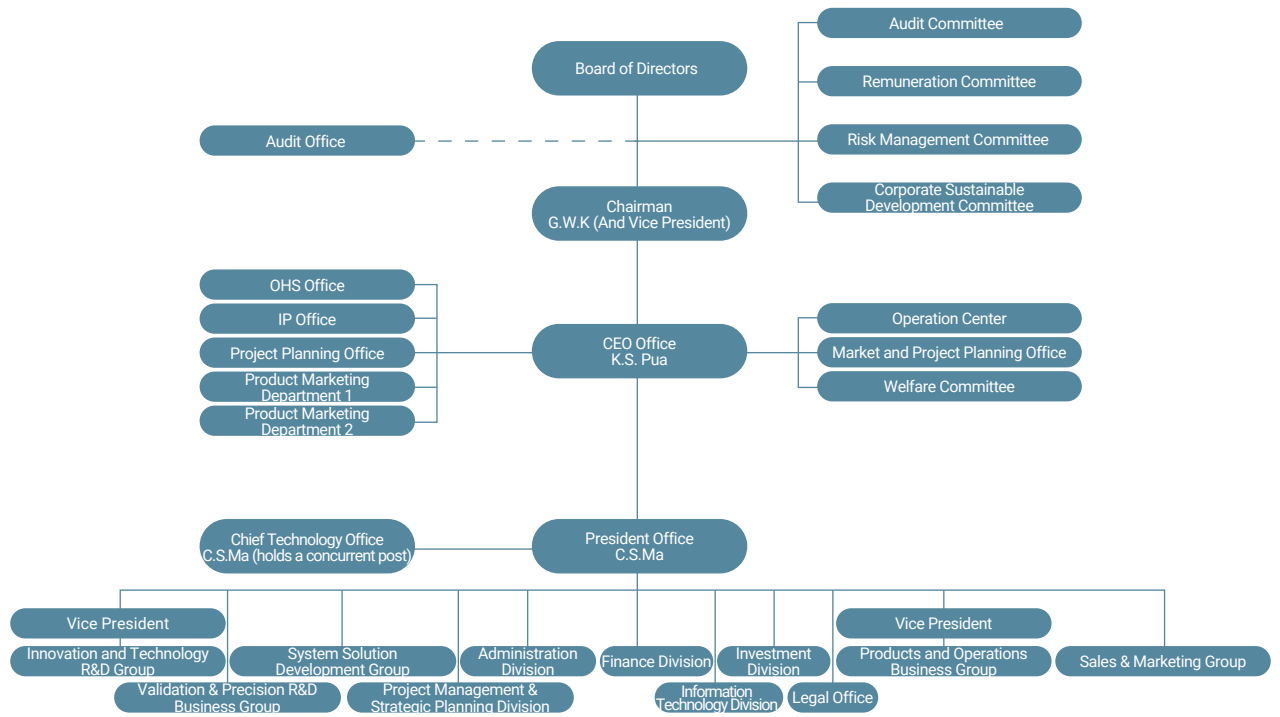 Audit Committee
Board of Directors
Remuneration Committee
Audit Office
Risk Management Committee
Corporate Sustainable
Development Committee
Chairman
G.W.K (And Vice President)
OHS Office
IP Office
Project Planning Office
Product Marketing
Department 1
Product Marketing
Department 2
CEO Office
K.S. Pua
Operation Center
Market and Project Planning Office
Welfare Committee
Chief Technology Office
C.S.Ma (holds a concurrent post)
President Office
C.S.Ma
Vice President
Innovation and Technology
R&D Group
Validation & Precision R&D
Business Group
System Solution
Development Group
Project Management &
Strategic Planning Division
Administration
Division
Finance Division
Information
Technology Division
Investment
Division
Legal Office
Vice President
Products and Operations
Business Group
Sales & Marketing Group